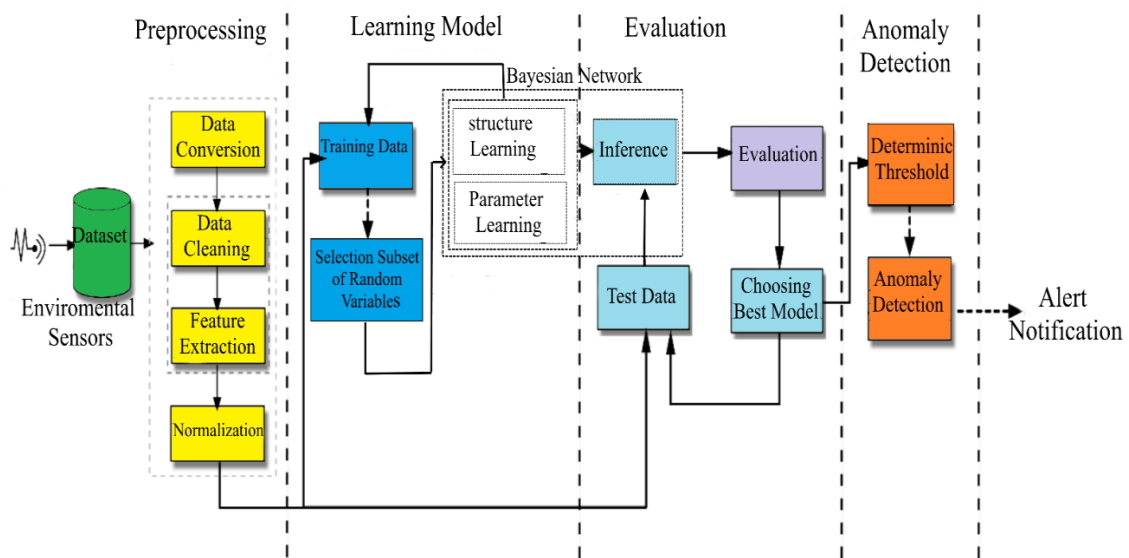 Preprocessing
Learning Model
Evaluation
Anomaly
Detection
Data
Conversion
Data
Cleaning
Feature
Extraction
Normalization
Dataset
Enviromental
Sensors
Training Data
Selection Subset
of Random
Variables
Bayesian Network
structure
Learning
Parameter
Learning
Inference
Test Data
Evaluation
Choosing
Best Model
Determinic
Threshold
Anomaly
Detection
Alert
Notification